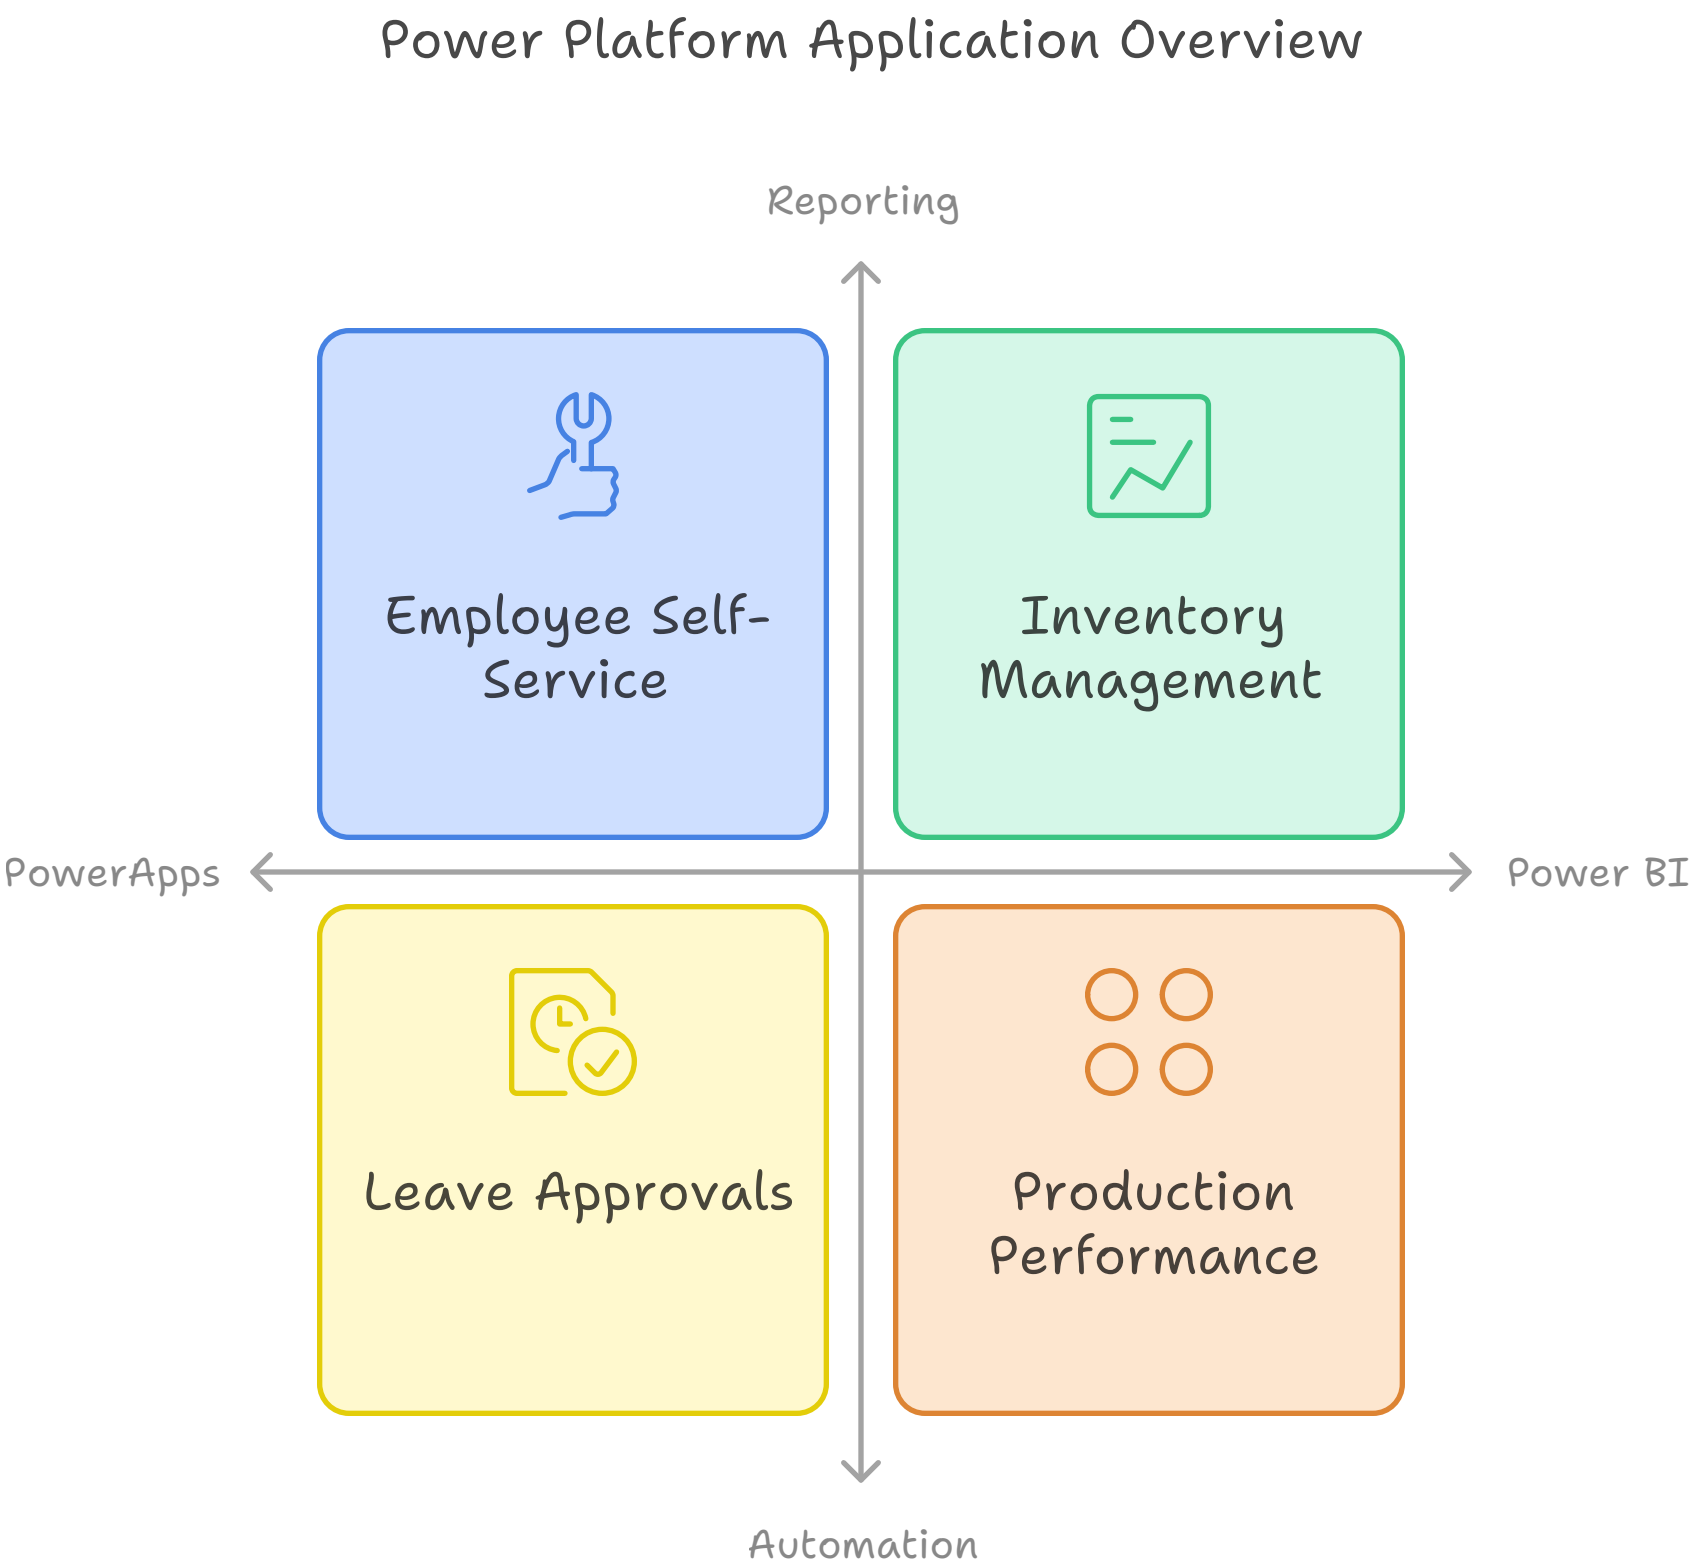 Power Platform Application Overview
Reporting
Employee Self-
Service
Inventory
Management
PowerApps
Power BI
Leave Approvals
Production
Performance
Automation